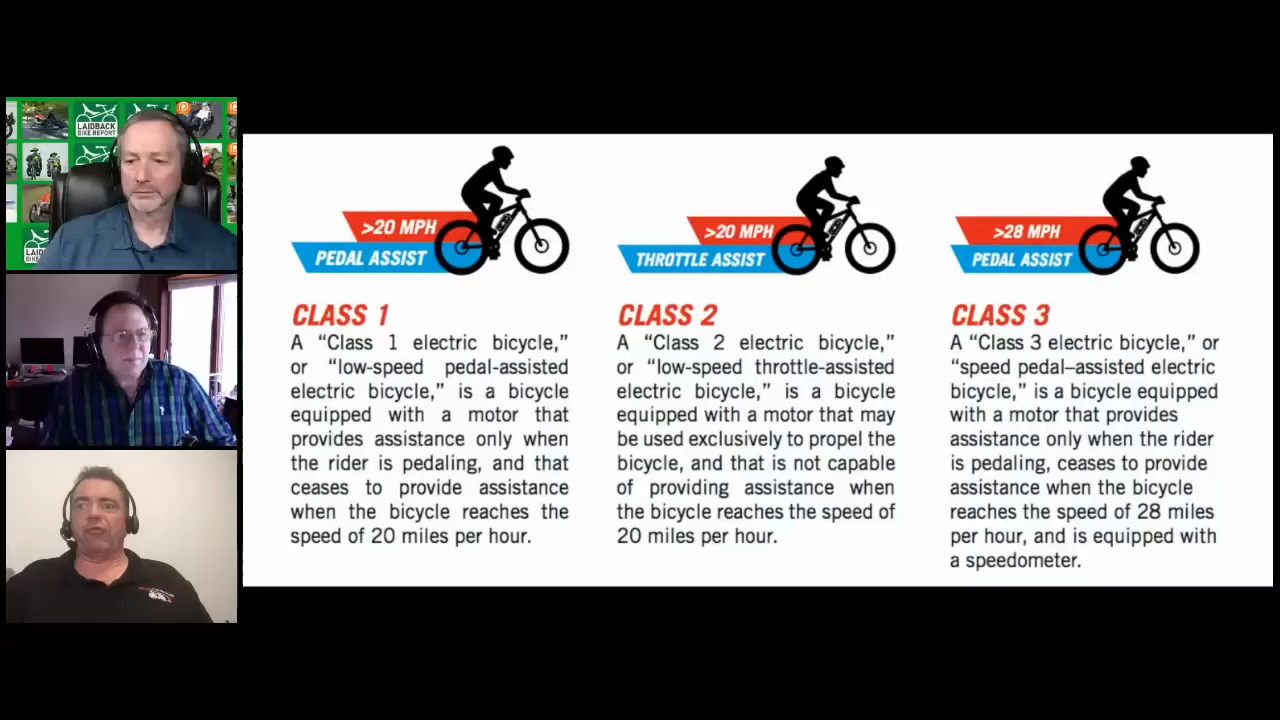 LAIDBACK
BIKE REPORT
>20 MPH
PEDAL ASSIST
CLASS 1
A “Class 1 electric bicycle,”
or “low-speed pedal-assisted
electric bicycle,” is a bicycle
equipped with a motor that
provides assistance only when
the rider is pedaling, and that
ceases to provide assistance
when the bicycle reaches the
speed of 20 miles per hour.
>20 MPH
THROTTLE ASSIST
CLASS 2
A “Class 2 electric bicycle,”
or “low-speed throttle-assisted
electric bicycle,” is a bicycle
equipped with a motor that may
be used exclusively to propel the
bicycle, and that is not capable
of providing assistance when
the bicycle reaches the speed of
20 miles per hour.
>28 MPH
PEDAL ASSIST
CLASS 3
A “Class 3 electric bicycle,” or
“speed pedal–assisted electric
bicycle,” is a bicycle equipped
with a motor that provides
assistance only when the rider
is pedaling, ceases to provide
assistance when the bicycle
reaches the speed of 28 miles
per hour, and is equipped with
a speedometer.